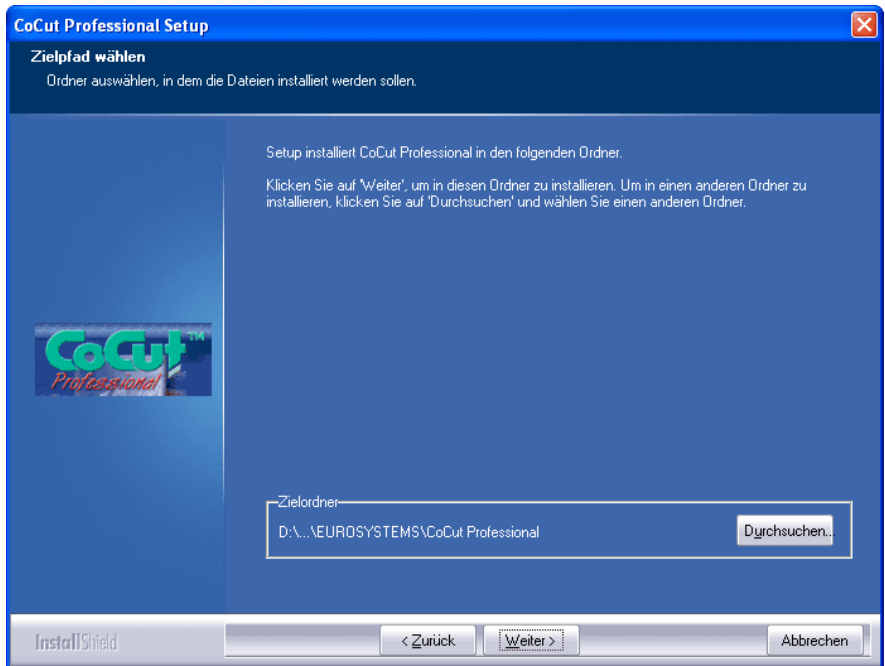 CoCut Professional Setup
Zielpfad wählen
Ordner auswählen, in dem die Dateien installiert werden sollen.
Setup installiert CoCut Professional in den folgenden Ordner.
Klicken Sie auf 'Weiter', um in diesen Ordner zu installieren. Um in einen anderen Ordner zu
installieren, klicken Sie auf 'Durchsuchen' und wählen Sie einen anderen Ordner.
CoCut™
Professional
Zielordner
D:\...\EUROSYSTEMS\CoCut Professional
Durchsuchen...
InstallShield
< Zurück
Weiter >
Abbrechen